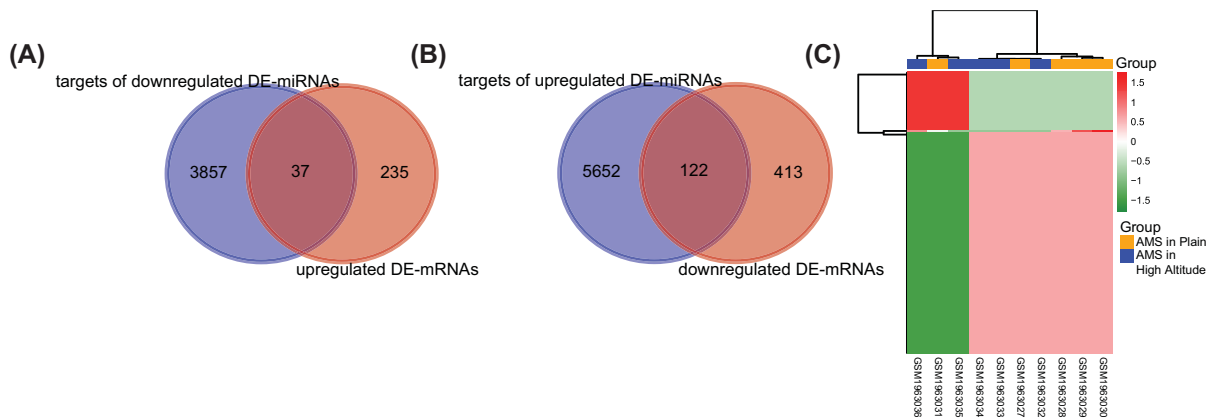 (A)
targets of downregulated DE-miRNAs
3857
37
235
upregulated DE-mRNAs
(B)
targets of upregulated DE-miRNAs
5652
122
413
downregulated DE-mRNAs
(C)
Group
1.5
1
0.5
0
−0.5
−1
−1.5
Group
AMS in Plain
AMS in
High Altitude
GSM1963036
GSM1963031
GSM1963035
GSM1963034
GSM1963033
GSM1963027
GSM1963032
GSM1963028
GSM1963029
GSM1963030